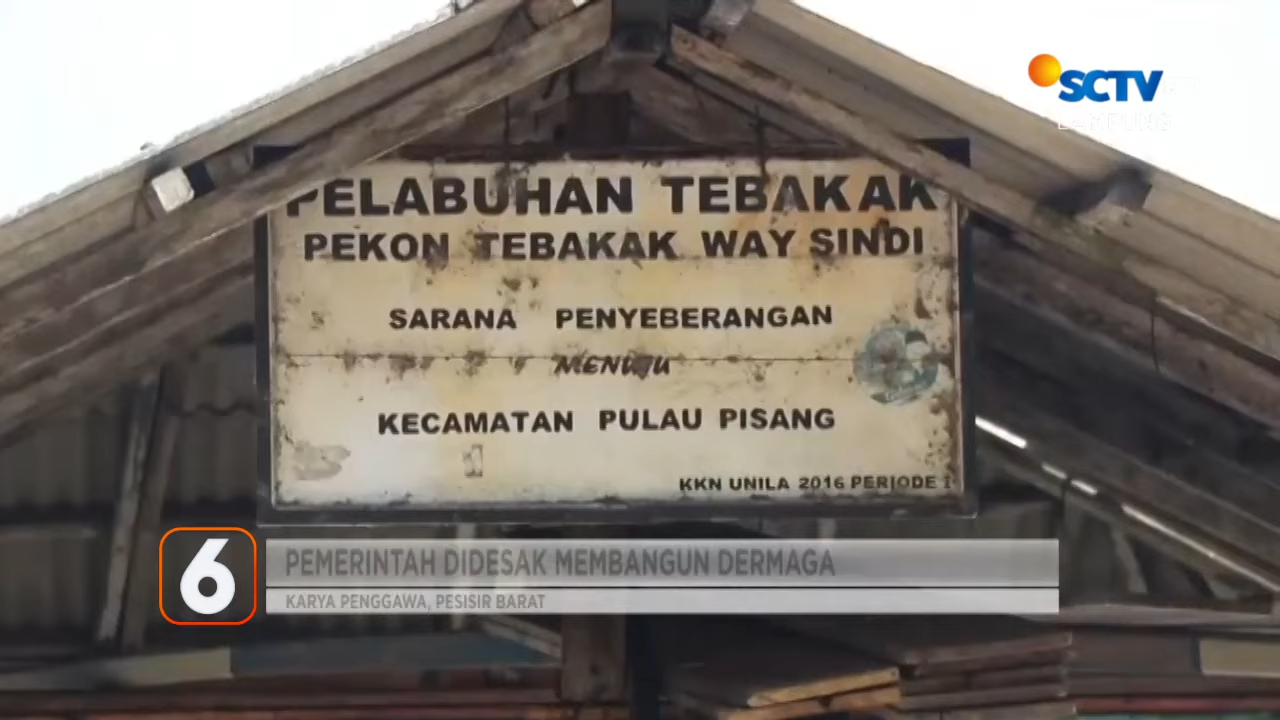 SCTV
LAMPUNG
PELABUHAN TEBAKAK
PEKON TEBAKAK WAY SINDI
SARANA PENYEBERANGAN
MENUJU
KECAMATAN PULAU PISANG
KKN UNILA 2016 PERIODE I
6
PEMERINTAH DIDESAK MEMBANGUN DERMAGA
KARYA PENGGAWA, PESISIR BARAT